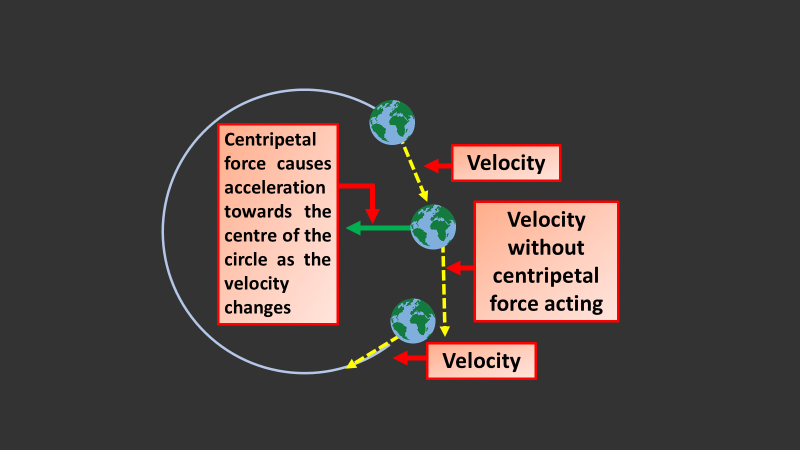 Centripetal
force causes
acceleration
towards the
centre of the
circle as the
velocity
changes
Velocity
Velocity
without
centripetal
force acting
Velocity